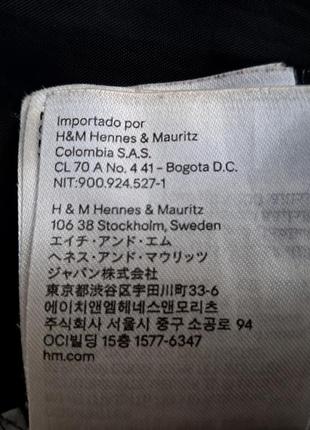 Importado por
H&M Hennes & Mauritz
Colombia S.A.S.
CL 70 A No. 4 41 - Bogota D.C.
NIT:900.924.527-1
H & M Hennes & Mauritz
106 38 Stockholm, Sweden
エイチ・アンド・エム
ヘネス・アンド・マウリッツ
ジャパン株式会社
東京都渋谷区宇田川町33-6
에이치앤엠헤네스앤모리츠
주식회사 서울시 중구 소공로 94
OCI빌딩 15층 1577-6347
hm.com